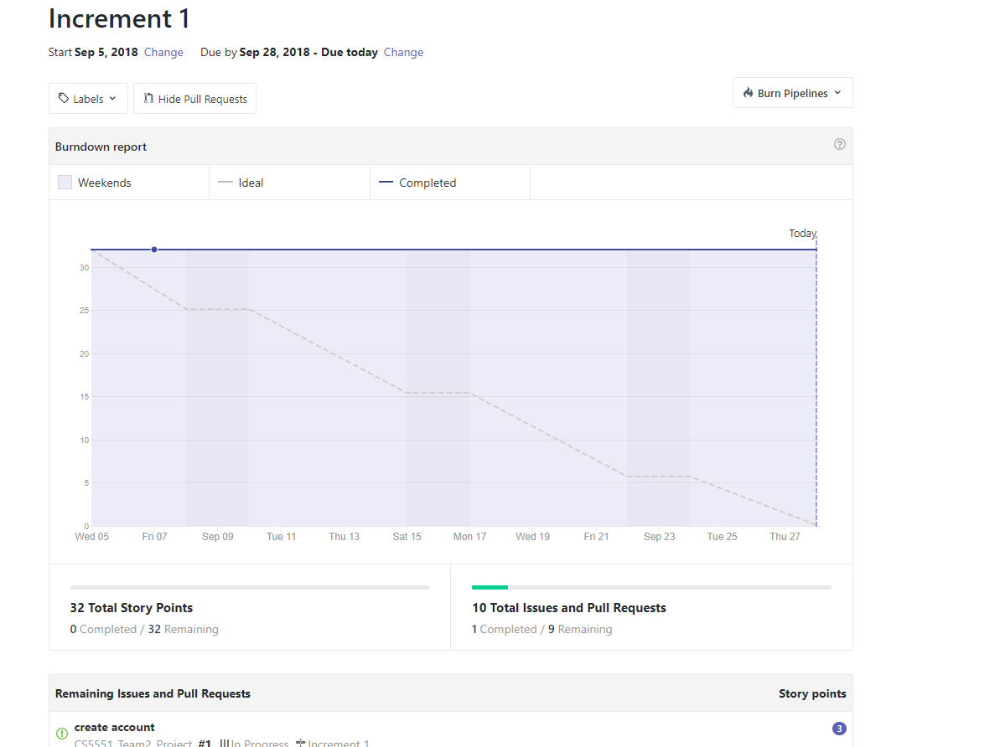 Increment 1
Start Sep 5, 2018 Change Due by Sep 28, 2018 - Due today Change
Labels Hide Pull Requests Burn Pipelines
Burndown report
Weekends Ideal Completed
Today
30
25
20
15
10
5
0
Wed 05 Fri 07 Sep 09 Tue 11 Thu 13 Sat 15 Mon 17 Wed 19 Fri 21 Sep 23 Tue 25 Thu 27
32 Total Story Points
0 Completed / 32 Remaining
10 Total Issues and Pull Requests
1 Completed / 9 Remaining
Remaining Issues and Pull Requests Story points
create account 3
CS5551_Team2_Project #1 In Progress Increment 1